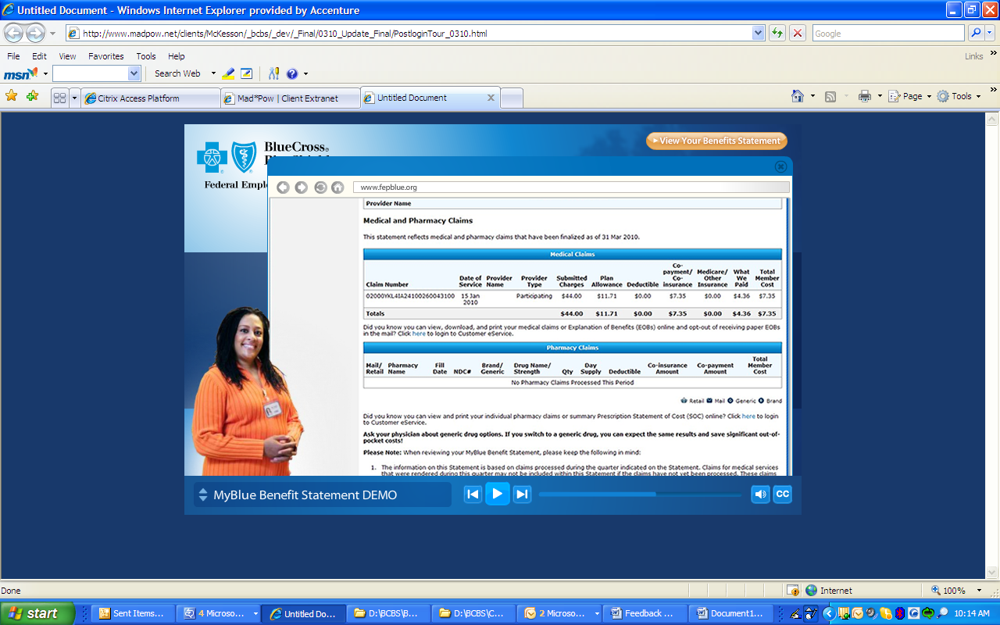 Untitled Document - Windows Internet Explorer provided by Accenture
http://www.madpow.net/clients/McKesson/_bcbs/_dev/_Final/0310_Update_Final/PostloginTour_0310.html
Google
File Edit View Favorites Tools Help
Links
msn
Search Web
Citrix Access Platform
Mad*Pow | Client Extranet
Untitled Document
Page
Tools
BlueCross®
View Your Benefits Statement
Federal
www.fepblue.org
Provider Name
Medical and Pharmacy Claims
This statement reflects medical and pharmacy claims that have been finalized as of 31 Mar 2010.
Medical Claims
Claim Number Date of Service Provider Name Provider Type Submitted Charges Plan Allowance Deductible Co-payment/ Co-insurance Medicare/ Other Insurance What We Paid Total Member Cost
02000YKL4IA24100260043100 15 Jan 2010 Participating $44.00 $11.71 $0.00 $7.35 $0.00 $4.36 $7.35
Totals $44.00 $11.71 $0.00 $7.35 $0.00 $4.36 $7.35
Did you know you can view, download, and print your medical claims or Explanation of Benefits (EOBs) online and opt-out of receiving paper EOBs
in the mail? Click here to login to Customer eService.
Pharmacy Claims
Mail/ Retail Pharmacy Name Fill Date NDC# Brand/ Generic Drug Name/ Strength Qty Day Supply Deductible Co-insurance Amount Co-payment Amount Total Member Cost
No Pharmacy Claims Processed This Period
Retail Mail Generic Brand
Did you know you can view and print your individual pharmacy claims or summary Prescription Statement of Cost (SOC) online? Click here to login
to Customer eService.
Ask your physician about generic drug options. If you switch to a generic drug, you can expect the same results and save significant out-of-
pocket costs!
Please Note: When reviewing your MyBlue Benefit Statement, please keep the following in mind:
1. The information on this Statement is based on claims processed during the quarter indicated on the Statement. Claims for medical services
that were rendered during this quarter may not be included within this Statement if the claims have not yet been processed. These claims
MyBlue Benefit Statement DEMO
CC
Done
Internet
100%
start
Sent Items...
4 Microso...
Untitled Do...
D:\BCBS\B...
D:\BCBS\C...
2 Microso...
Feedback ...
Document1...
10:14 AM